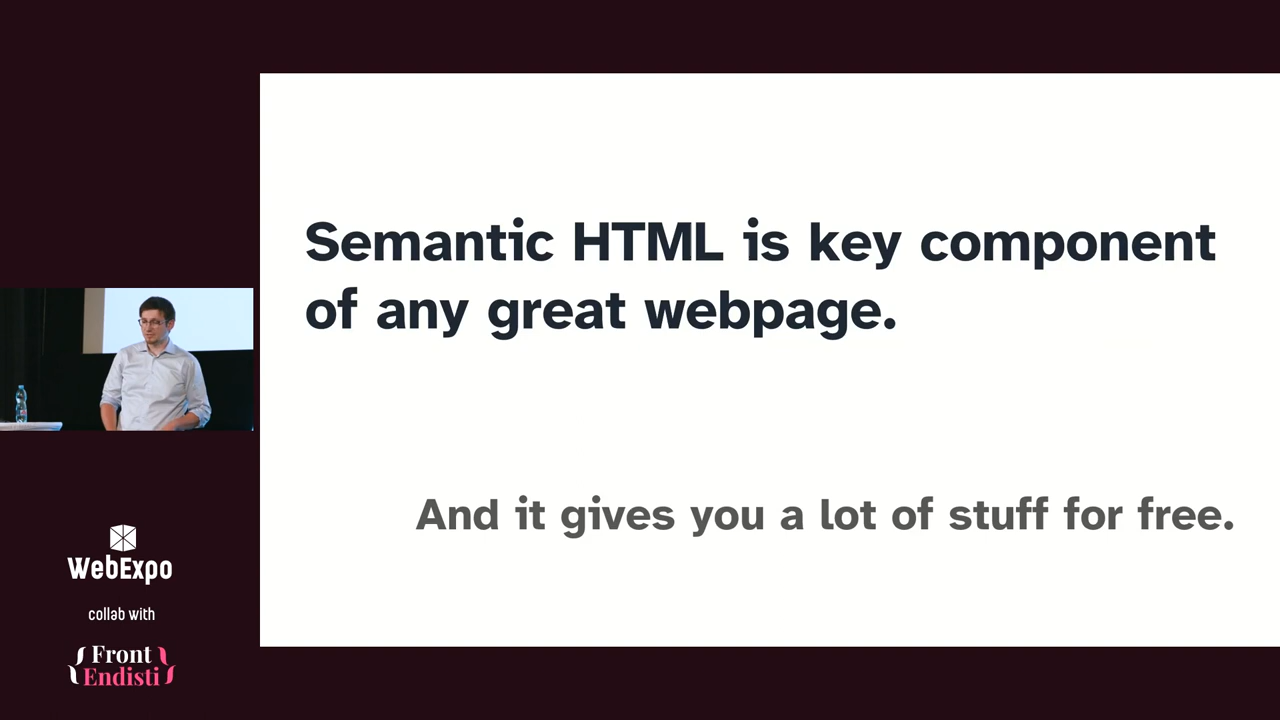 Semantic HTML is key component
of any great webpage.
And it gives you a lot of stuff for free.
WebExpo
collab with
Front
Endisti